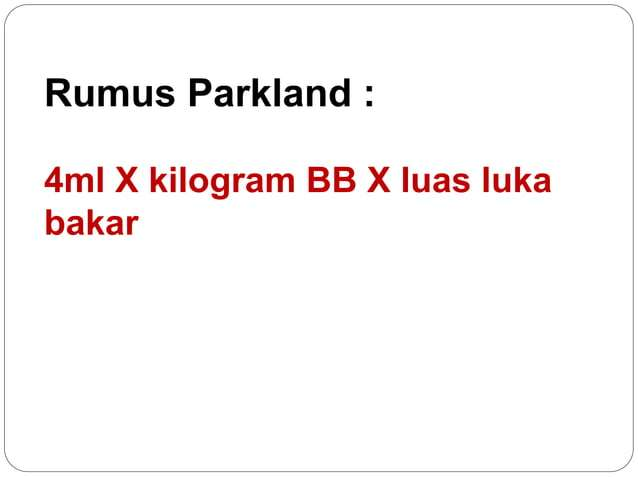 Rumus Parkland :
4ml X kilogram BB X luas luka
bakar